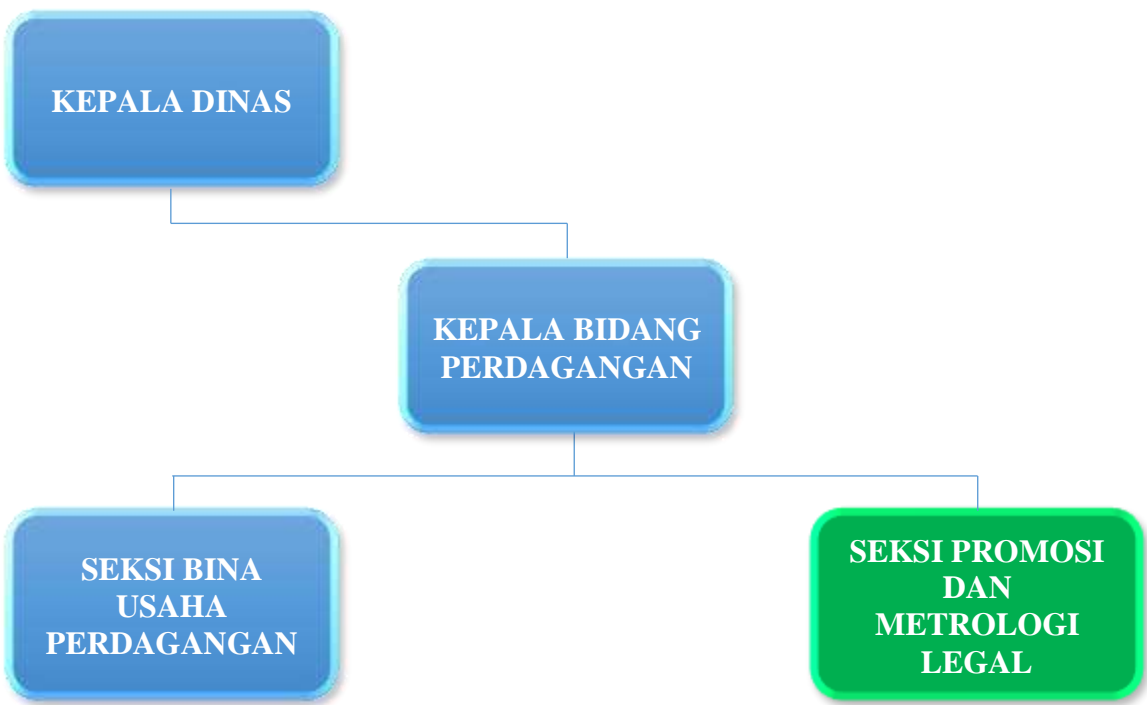 KEPALA DINAS
KEPALA BIDANG
PERDAGANGAN
SEKSI BINA
USAHA
PERDAGANGAN
SEKSI PROMOSI
DAN
METROLOGI
LEGAL